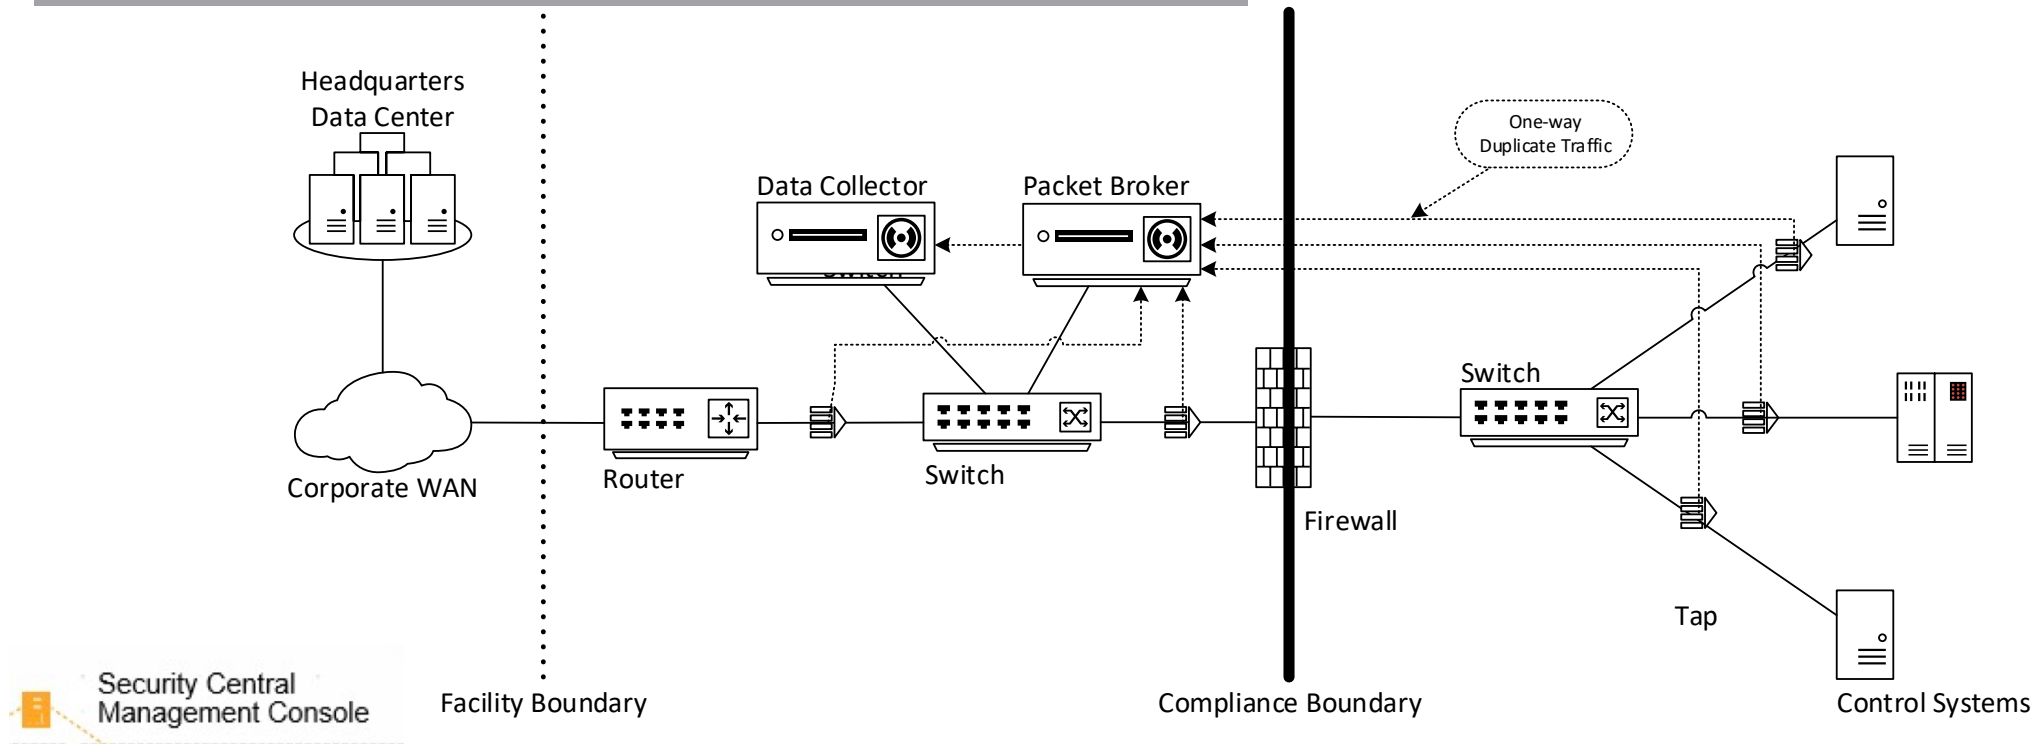 Headquarters
Data Center
One-way
Duplicate Traffic
Data Collector
Packet Broker
Switch
Switch
Corporate WAN
Router
Switch
Firewall
Tap
Security Central
Management Console
Facility Boundary
Compliance Boundary
Control Systems